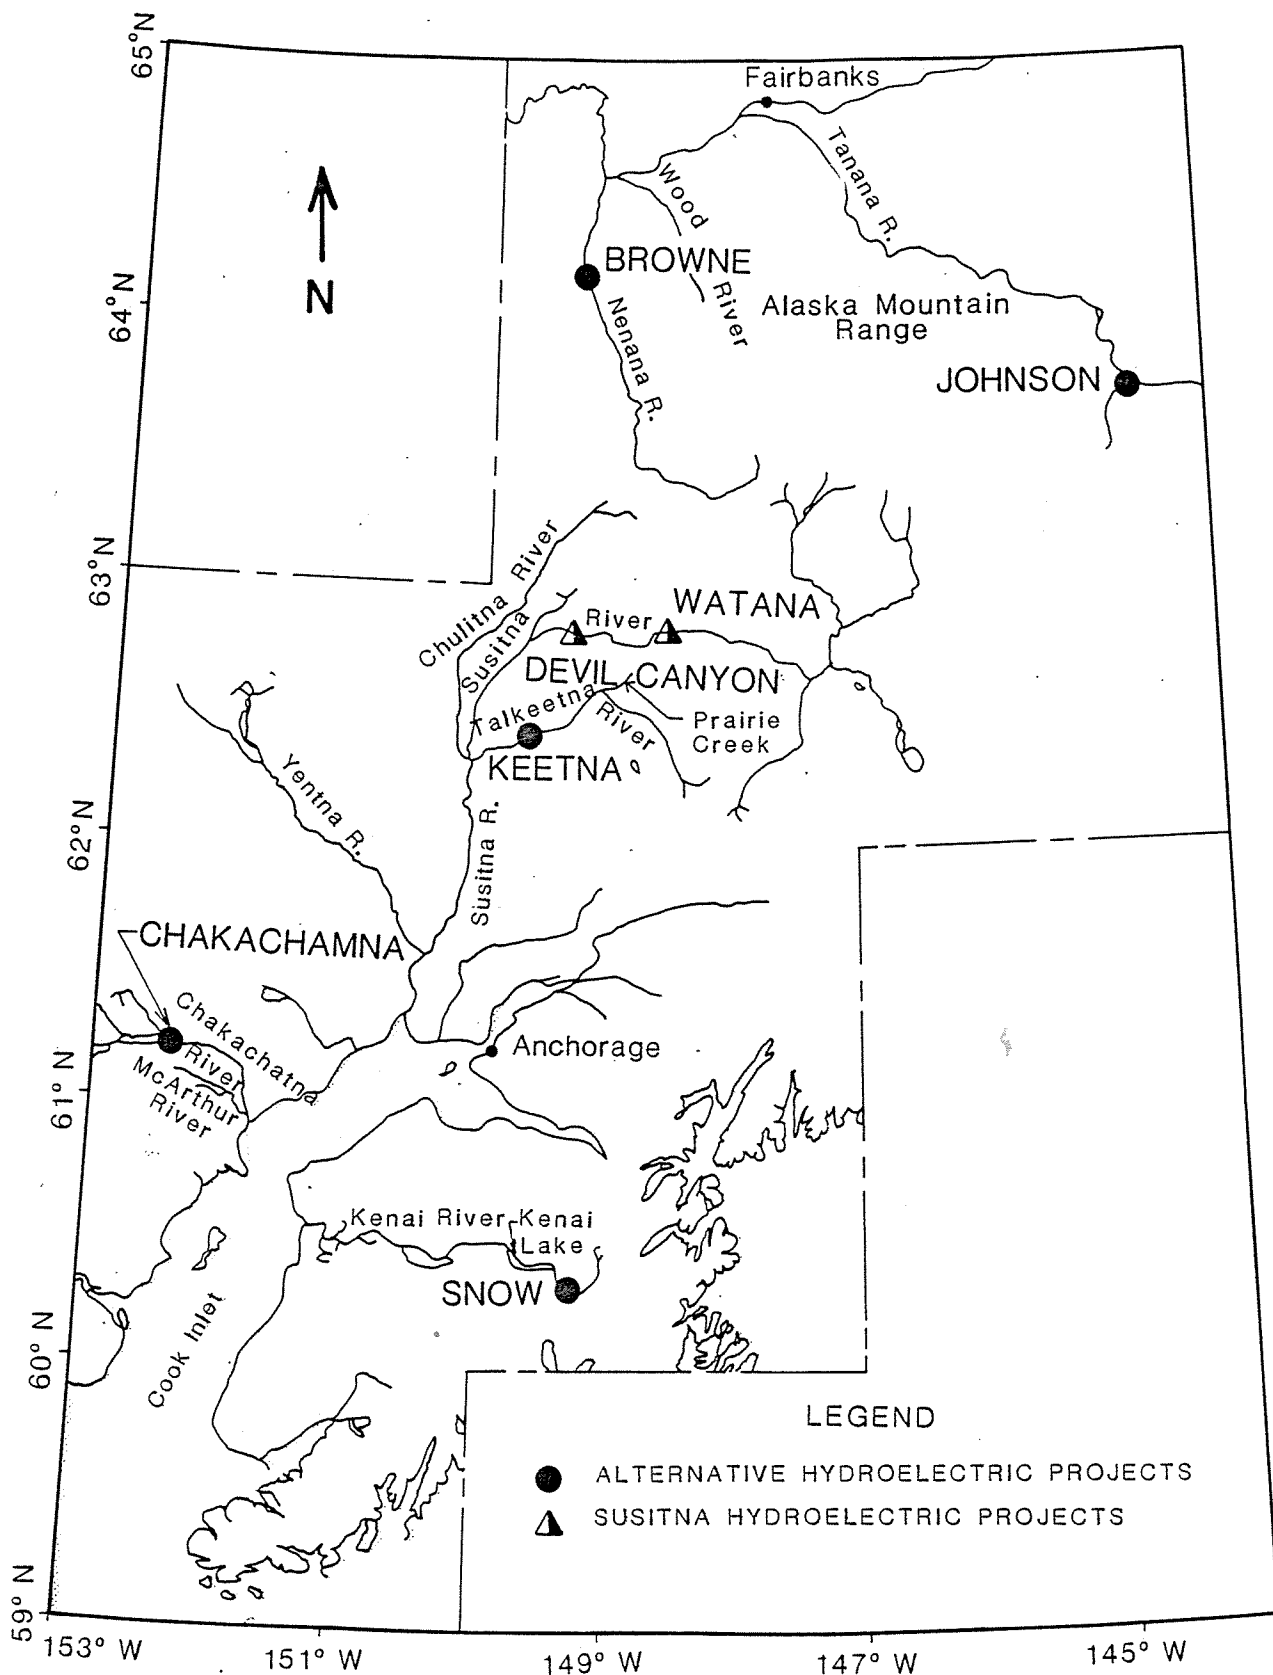 65°N
Fairbanks
Tanana R.
Wood
River
BROWNE
N
64°N
Nenana R.
Alaska Mountain
Range
JOHNSON
63°N
Chulitna River
Susitna
River
WATANA
DEVIL CANYON
Talkeetna
River
Prairie
Creek
KEETNA
62°N
Yentna R.
Susitna R.
CHAKACHAMNA
Chakachatna
River
McArthur
River
Anchorage
61° N
Kenai River
Kenai
Lake
SNOW
60° N
Cook Inlet
LEGEND
ALTERNATIVE HYDROELECTRIC PROJECTS
SUSITNA HYDROELECTRIC PROJECTS
59° N
153° W
151° W
149° W
147° W
145° W